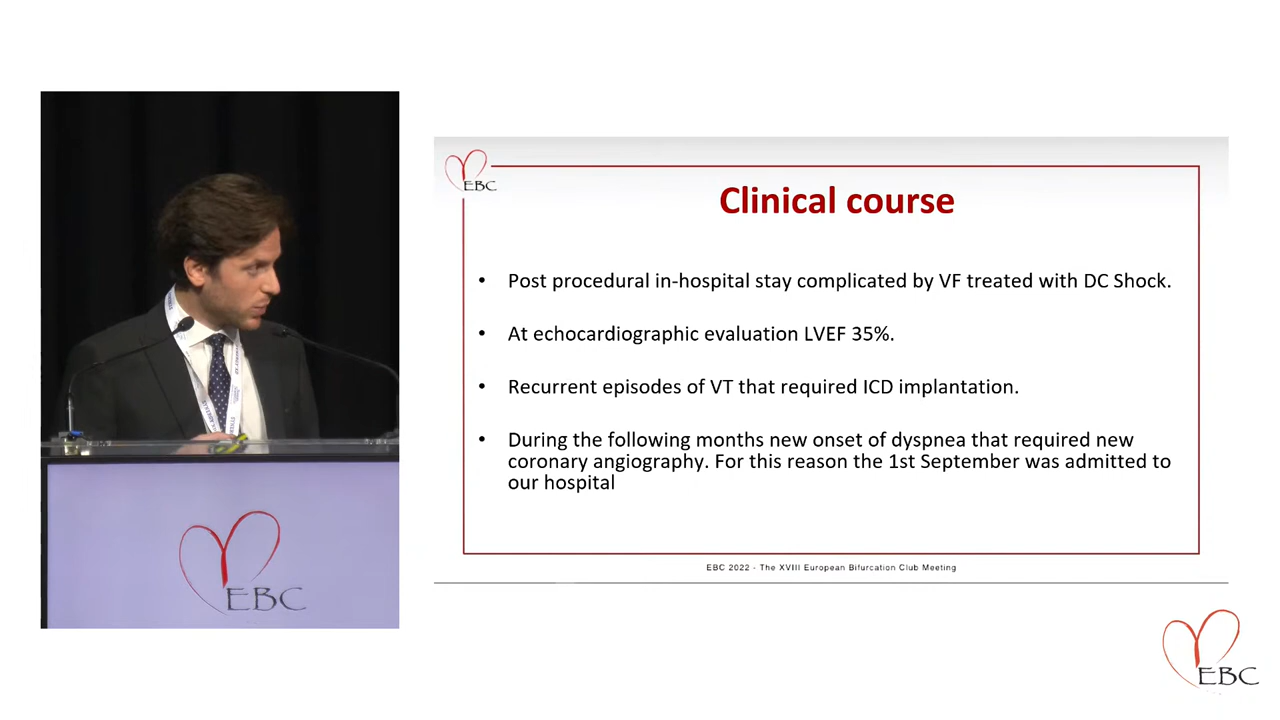 EBC
Clinical course
• Post procedural in-hospital stay complicated by VF treated with DC Shock.
• At echocardiographic evaluation LVEF 35%.
• Recurrent episodes of VT that required ICD implantation.
• During the following months new onset of dyspnea that required new
coronary angiography. For this reason the 1st September was admitted to
our hospital
EBC 2022 - The XVIII European Bifurcation Club Meeting
EBC
EBC